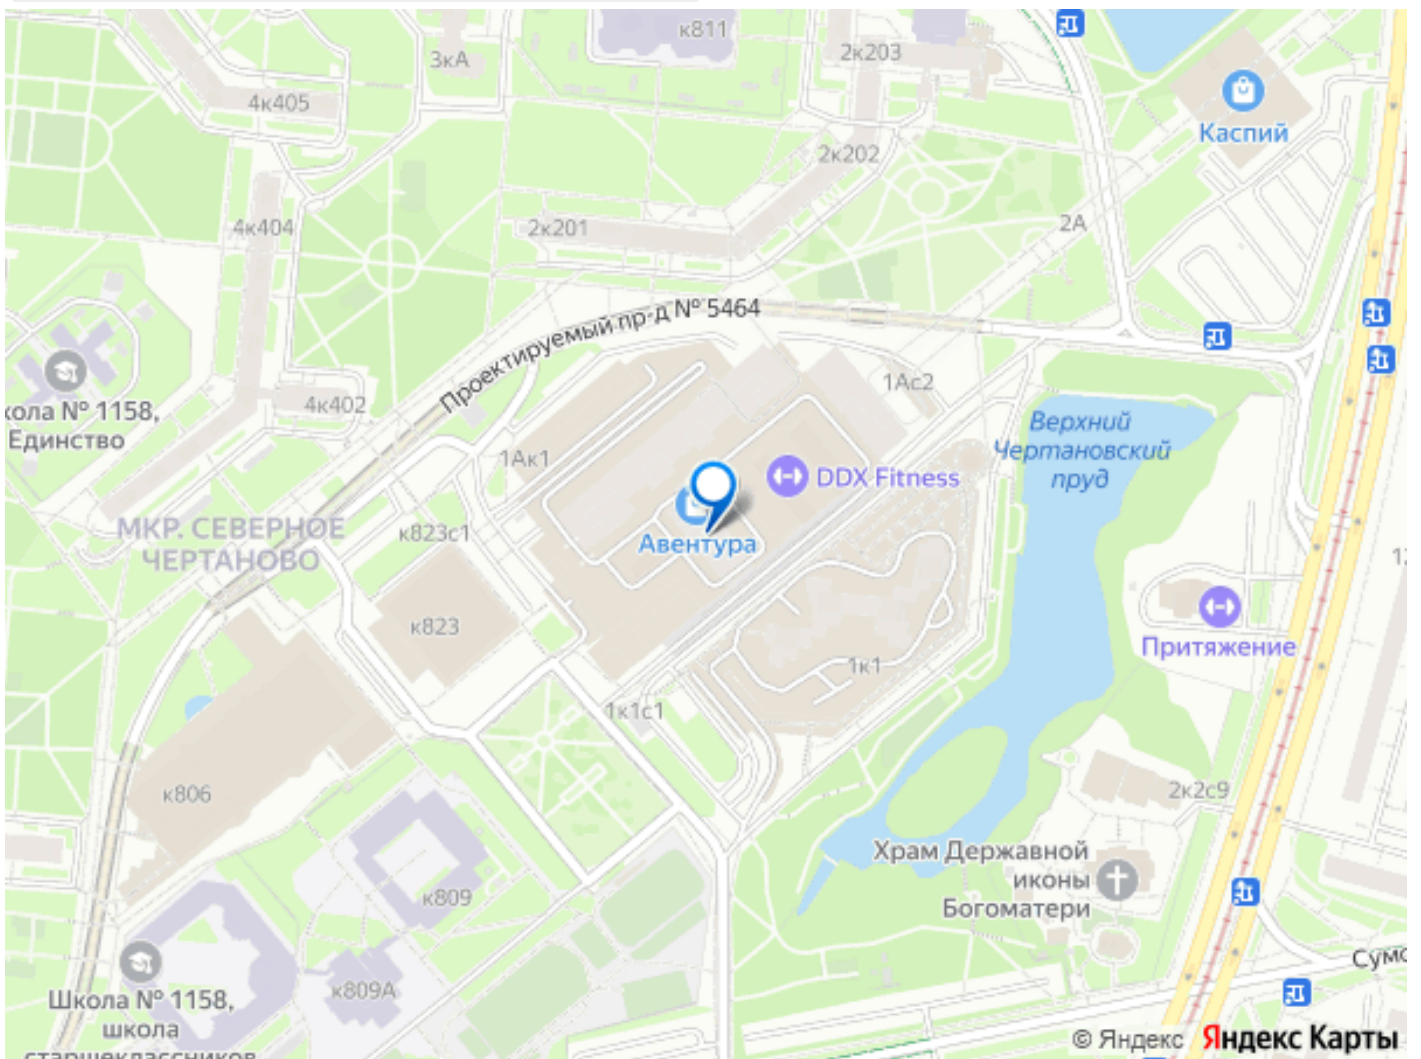 к811
2к203
3кА
4к405
Каспий
2к202
4к404
2к201
2А
Проектируемый пр-д № 5464
1Ас2
4к402
кола № 1158,
Единство
Верхний
Чертановский
пруд
1Ак1
DDX Fitness
МКР. СЕВЕРНОЕ
ЧЕРТАНОВО
к823с1
Авентура
12
к823
Притяжение
1к1
1к1с1
к806
2к2с9
Храм Державной
иконы
Богоматери
к809
Сумс
к809А
Школа № 1158,
школа
старшеклассников
© Яндекс Яндекс Карты